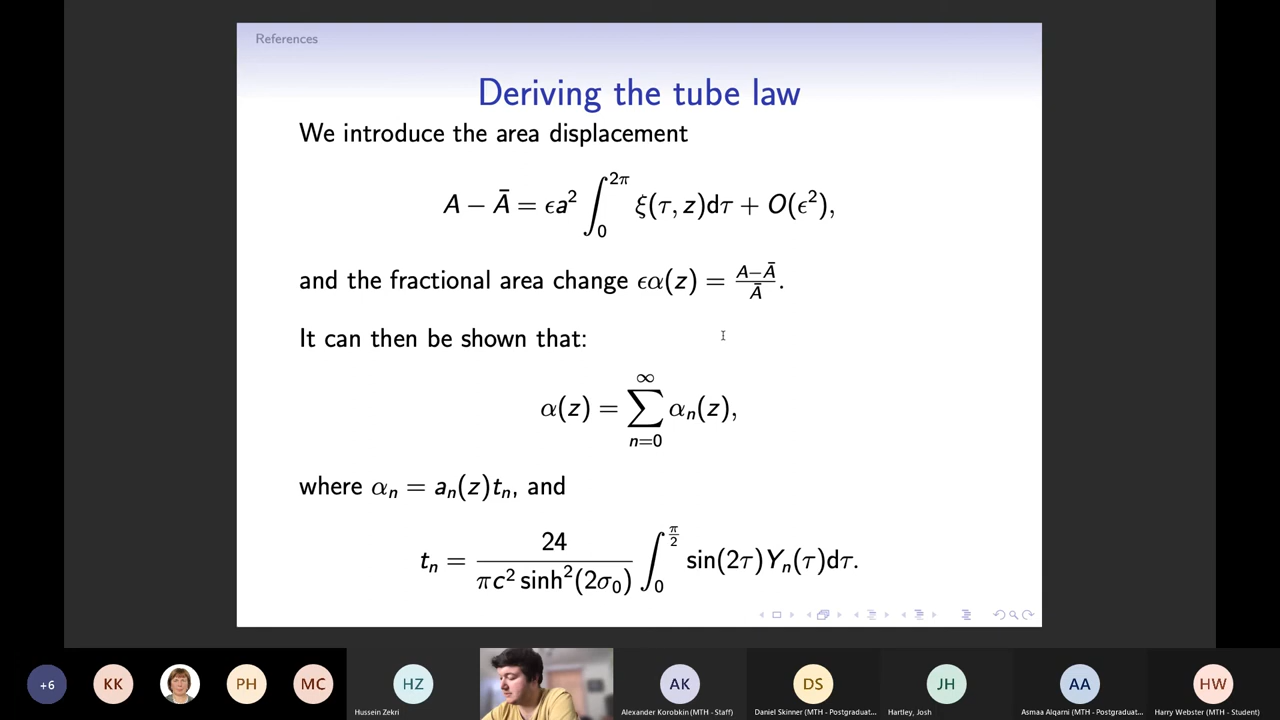 References
Deriving the tube law
We introduce the area displacement
A − Ā = ϵa² ∫₀^{2π} ξ(τ, z)dτ + O(ϵ²),
and the fractional area change ϵα(z) = (A−Ā)/Ā.
It can then be shown that:
α(z) = ∑_{n=0}^{∞} αₙ(z),
where αₙ = aₙ(z)tₙ, and
tₙ = 24/(πc² sinh²(2σ₀)) ∫₀^{π/2} sin(2τ)Yₙ(τ)dτ.
+6
KK
PH
MC
HZ
Hussein Zekri
AK
Alexander Korobkin (MTH - Staff)
DS
Daniel Skinner (MTH - Postgraduat...
JH
Hartley, Josh
AA
Asmaa Alqarni (MTH - Postgraduat...
HW
Harry Webster (MTH - Student)